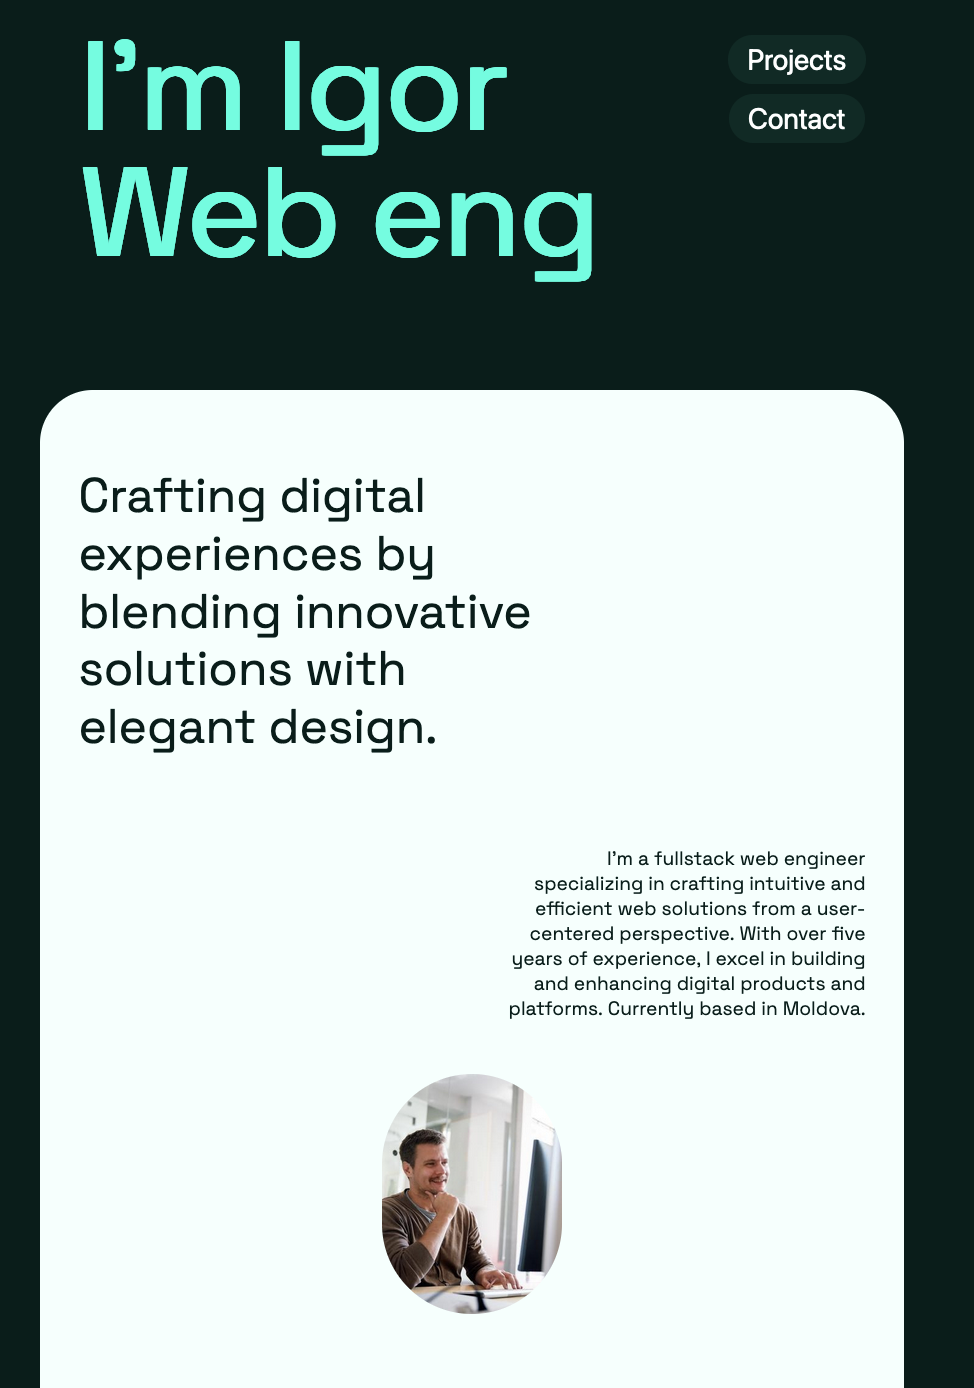 I'm Igor
Web eng
Projects
Contact
Crafting digital
experiences by
blending innovative
solutions with
elegant design.
I'm a fullstack web engineer
specializing in crafting intuitive and
efficient web solutions from a user-
centered perspective. With over five
years of experience, I excel in building
and enhancing digital products and
platforms. Currently based in Moldova.